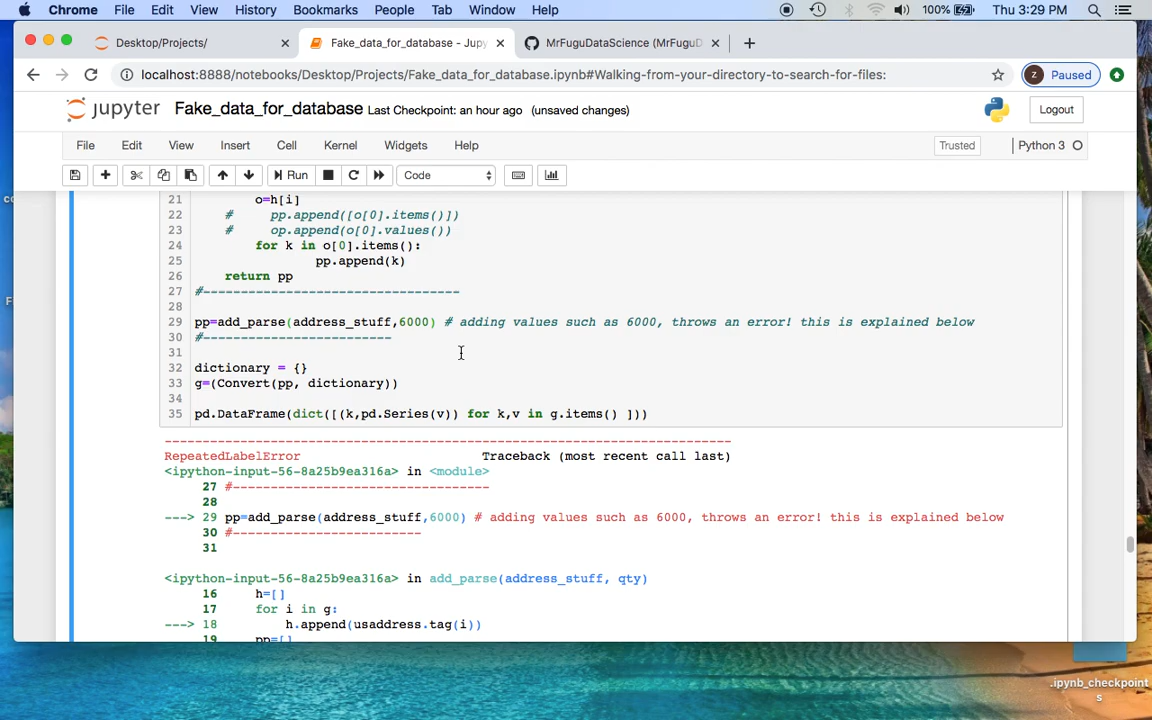 Chrome File Edit View History Bookmarks People Tab Window Help 100% Thu 3:29 PM
Desktop/Projects/ × Fake_data_for_database - Jupy × MrFuguDataScience (MrFuguD × +
localhost:8888/notebooks/Desktop/Projects/Fake_data_for_database.ipynb#Walking-from-your-directory-to-search-for-files: z Paused
jupyter Fake_data_for_database Last Checkpoint: an hour ago (unsaved changes) Logout
File Edit View Insert Cell Kernel Widgets Help Trusted Python 3
Run Code
21 o=h[i]
22 # pp.append([o[0].items()])
23 # op.append(o[0].values())
24 for k in o[0].items():
25 pp.append(k)
26 return pp
27 #----------------------------------
28
29 pp=add_parse(address_stuff,6000) # adding values such as 6000, throws an error! this is explained below
30 #-------------------------
31
32 dictionary = {}
33 g=(Convert(pp, dictionary))
34
35 pd.DataFrame(dict([(k,pd.Series(v)) for k,v in g.items() ]))
---------------------------------------------------------------------------
RepeatedLabelError Traceback (most recent call last)
<ipython-input-56-8a25b9ea316a> in <module>
27 #----------------------------------
28
---> 29 pp=add_parse(address_stuff,6000) # adding values such as 6000, throws an error! this is explained below
30 #-------------------------
31
<ipython-input-56-8a25b9ea316a> in add_parse(address_stuff, qty)
16 h=[]
17 for i in g:
---> 18 h.append(usaddress.tag(i))
19 pp=[]
.ipynb_checkpoint
s